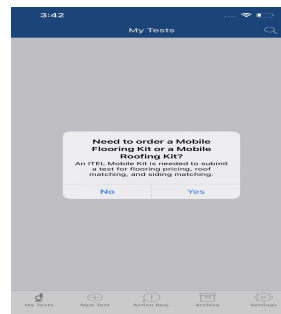 3:42
My Tests
Need to order a Mobile
Flooring Kit or a Mobile
Roofing Kit?
An ITEL Mobile Kit is needed to submit
a test for flooring pricing, roof
matching, and siding matching.
No Yes
My Tests New Test Action Req. Archive Settings